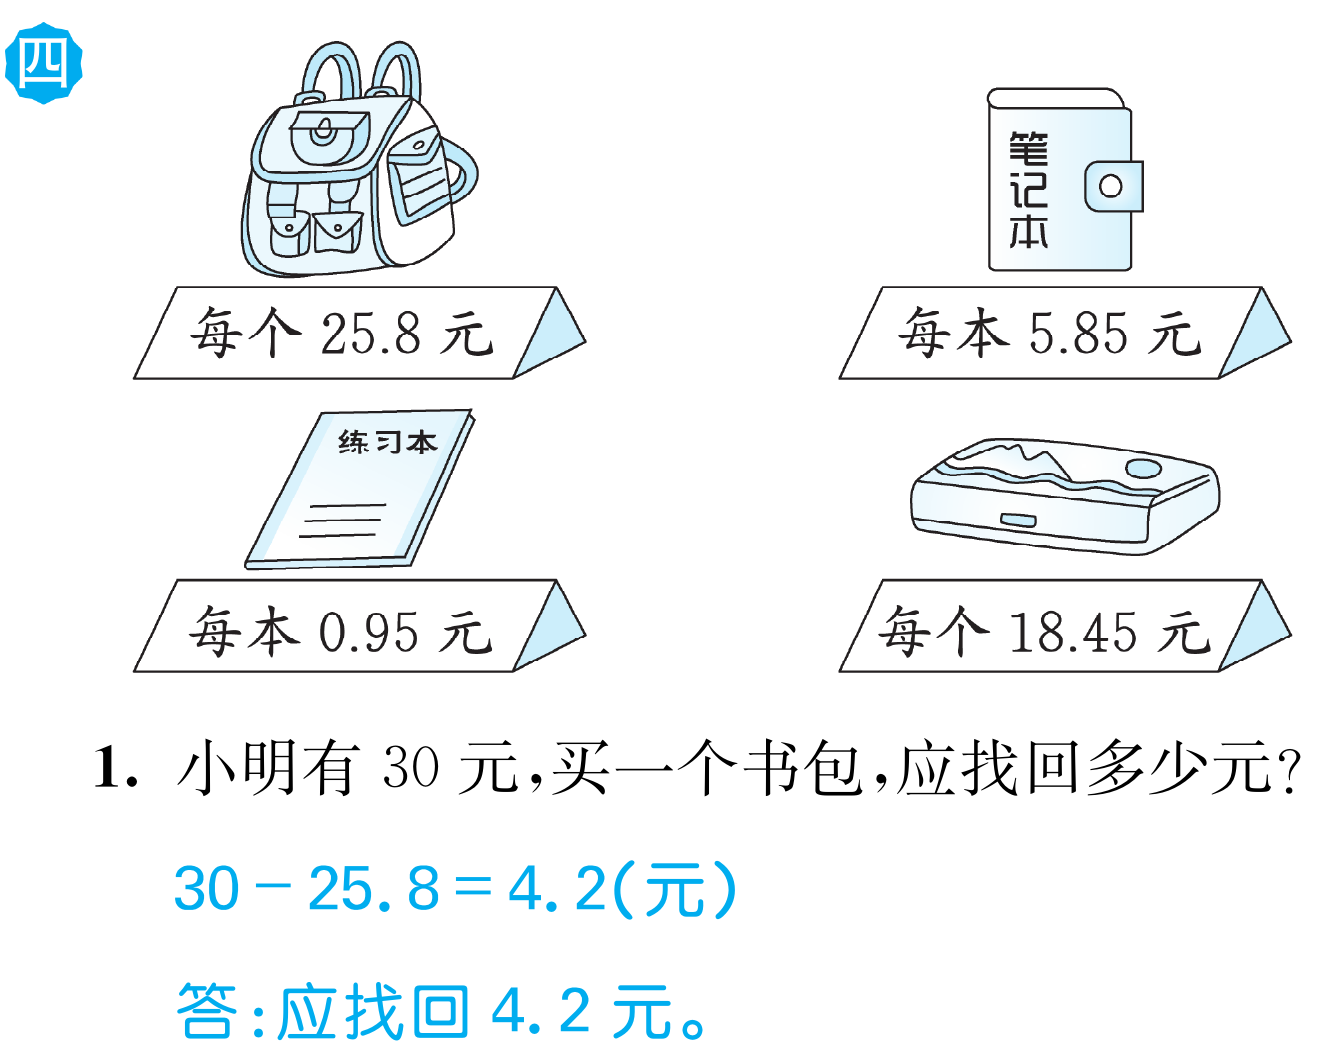 四
笔记本
每个 25.8 元
每本 5.85 元
练习本
每本 0.95 元
每个 18.45 元
1. 小明有 30 元,买一个书包,应找回多少元?
30-25.8=4.2(元)
答:应找回 4.2 元。